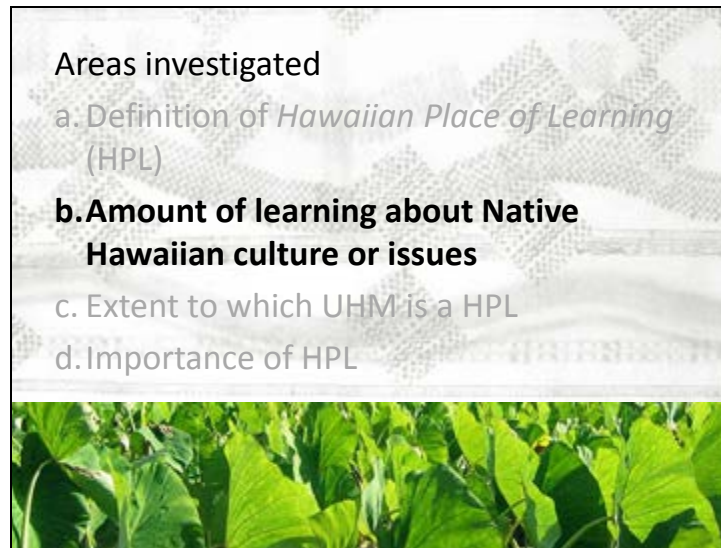 Areas investigated
a. Definition of Hawaiian Place of Learning
(HPL)
b. Amount of learning about Native
Hawaiian culture or issues
c. Extent to which UHM is a HPL
d. Importance of HPL